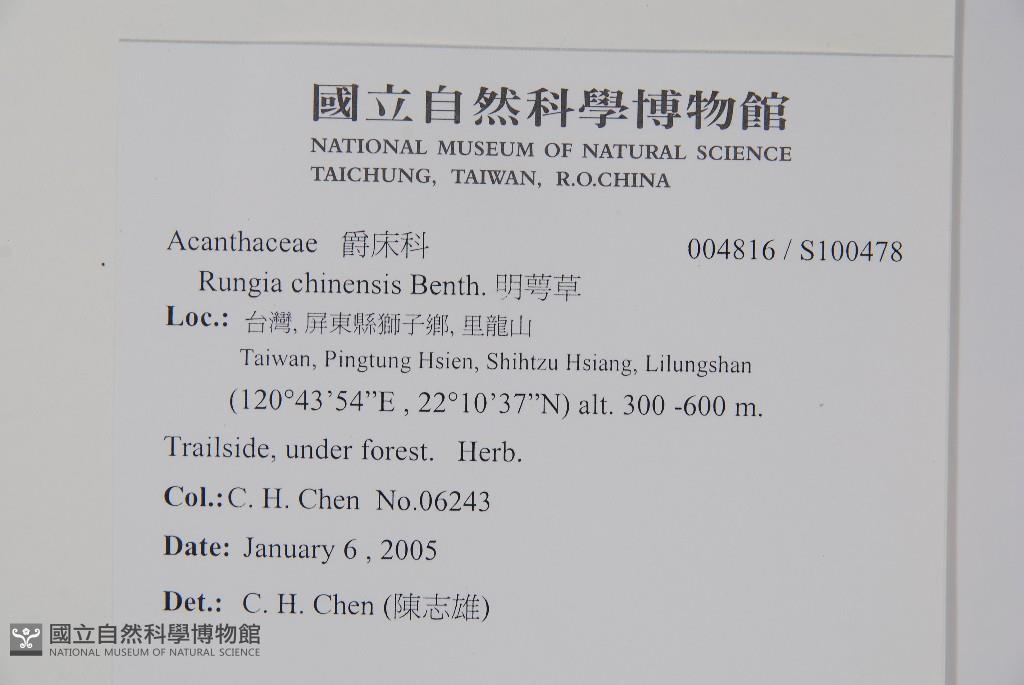 國立自然科學博物館
NATIONAL MUSEUM OF NATURAL SCIENCE
TAICHUNG, TAIWAN, R.O.CHINA
Acanthaceae 爵床科 004816 / S100478
Rungia chinensis Benth. 明萼草
Loc.: 台灣, 屏東縣獅子鄉, 里龍山
Taiwan, Pingtung Hsien, Shihtzu Hsiang, Lilungshan
(120°43’54”E , 22°10’37”N) alt. 300 -600 m.
Trailside, under forest. Herb.
Col.: C. H. Chen No.06243
Date: January 6 , 2005
Det.: C. H. Chen (陳志雄)
國立自然科學博物館
NATIONAL MUSEUM OF NATURAL SCIENCE